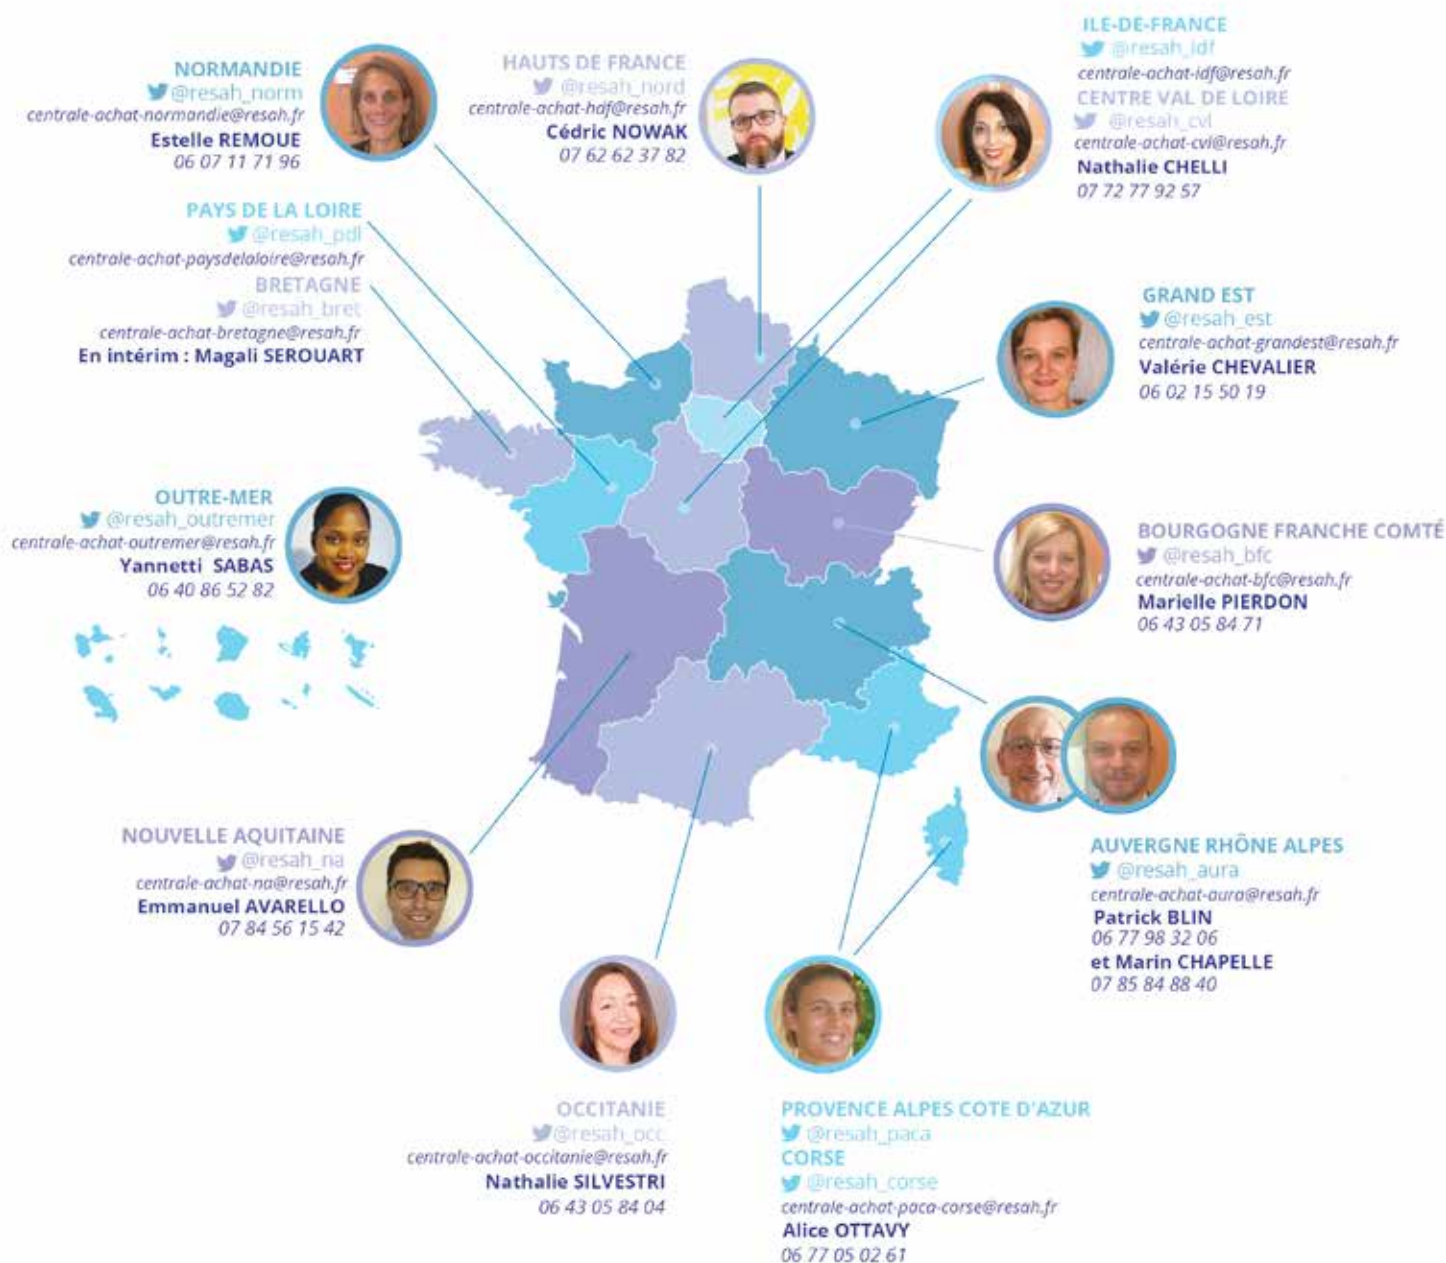 NORMANDIE
@resah_norm
centrale-achat-normandie@resah.fr
Estelle REMOUE
06 07 11 71 96
HAUTS DE FRANCE
@resah_nord
centrale-achat-hdf@resah.fr
Cédric NOWAK
07 62 62 37 82
ILE-DE-FRANCE
@resah_idf
centrale-achat-idf@resah.fr
CENTRE VAL DE LOIRE
@resah_cvl
centrale-achat-cvl@resah.fr
Nathalie CHELLI
07 72 77 92 57
PAYS DE LA LOIRE
@resah_pdl
centrale-achat-paysdelaloire@resah.fr
BRETAGNE
@resah_bret
centrale-achat-bretagne@resah.fr
En intérim : Magali SEROUART
GRAND EST
@resah_est
centrale-achat-grandest@resah.fr
Valérie CHEVALIER
06 02 15 50 19
OUTRE-MER
@resah_outremer
centrale-achat-outremer@resah.fr
Yannetti SABAS
06 40 86 52 82
BOURGOGNE FRANCHE COMTÉ
@resah_bfc
centrale-achat-bfc@resah.fr
Marielle PIERDON
06 43 05 84 71
NOUVELLE AQUITAINE
@resah_na
centrale-achat-na@resah.fr
Emmanuel AVARELLO
07 84 56 15 42
AUVERGNE RHÔNE ALPES
@resah_aura
centrale-achat-aura@resah.fr
Patrick BLIN
06 77 98 32 06
et Marin CHAPELLE
07 85 84 88 40
OCCITANIE
@resah_occ
centrale-achat-occitanie@resah.fr
Nathalie SILVESTRI
06 43 05 84 04
PROVENCE ALPES COTE D'AZUR
@resah_paca
CORSE
@resah_corse
centrale-achat-paca-corse@resah.fr
Alice OTTAVY
06 77 05 02 61